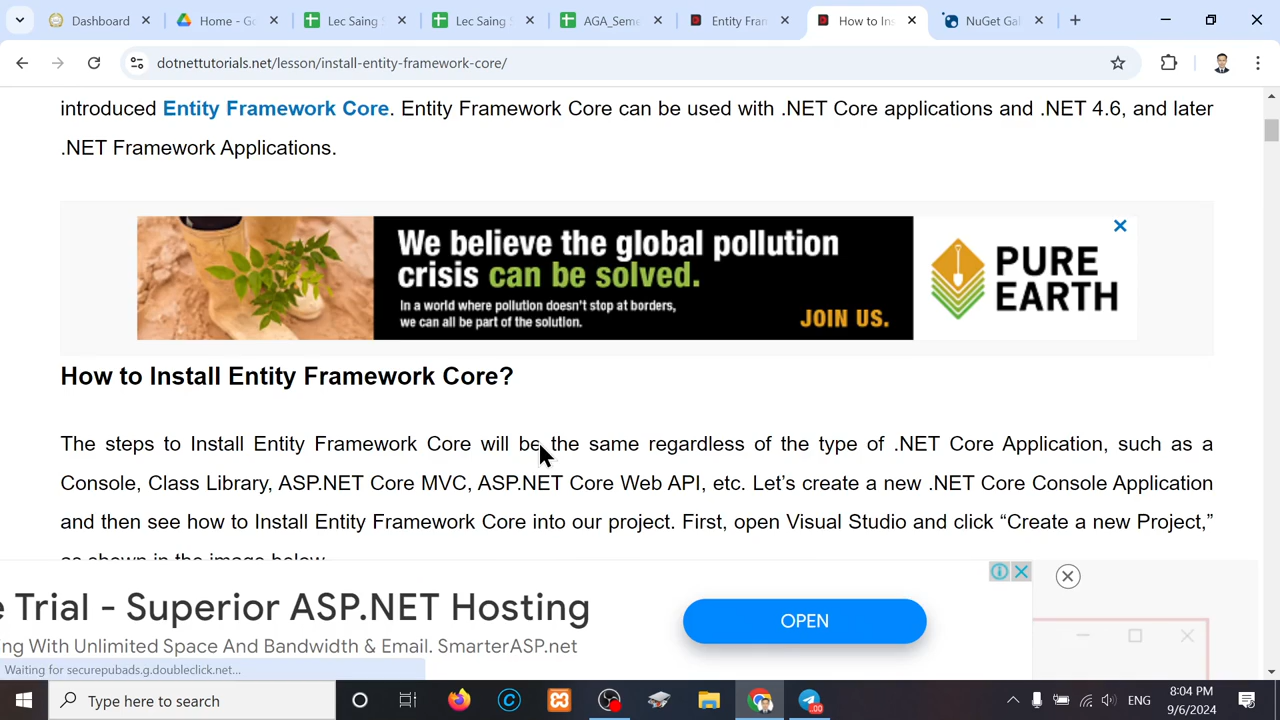 Dashboard
Home - Go
Lec Saing
Lec Saing
AGA_Seme
Entity Fran
How to Ins
NuGet Gal
dotnettutorials.net/lesson/install-entity-framework-core/
introduced Entity Framework Core. Entity Framework Core can be used with .NET Core applications and .NET 4.6, and later
.NET Framework Applications.
We believe the global pollution
crisis can be solved.
In a world where pollution doesn't stop at borders,
we can all be part of the solution.
JOIN US.
PURE
EARTH
How to Install Entity Framework Core?
The steps to Install Entity Framework Core will be the same regardless of the type of .NET Core Application, such as a
Console, Class Library, ASP.NET Core MVC, ASP.NET Core Web API, etc. Let's create a new .NET Core Console Application
and then see how to Install Entity Framework Core into our project. First, open Visual Studio and click “Create a new Project,”
as shown in the image below.
e Trial - Superior ASP.NET Hosting
ng With Unlimited Space And Bandwidth & Email. SmarterASP.net
OPEN
Waiting for securepubads.g.doubleclick.net...
Type here to search
ENG
8:04 PM
9/6/2024